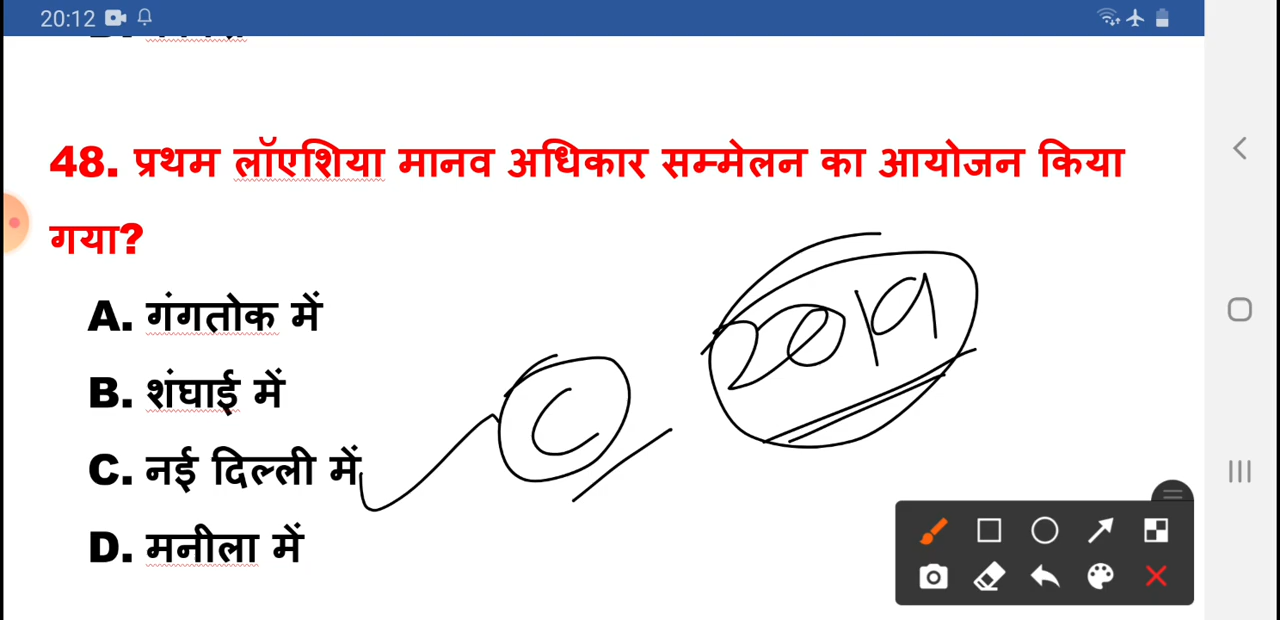 20:12
48. प्रथम लॉएशिया मानव अधिकार सम्मेलन का आयोजन किया
गया?
A. गंगतोक में
B. शंघाई में
C. नई दिल्ली में
D. मनीला में
C
2019